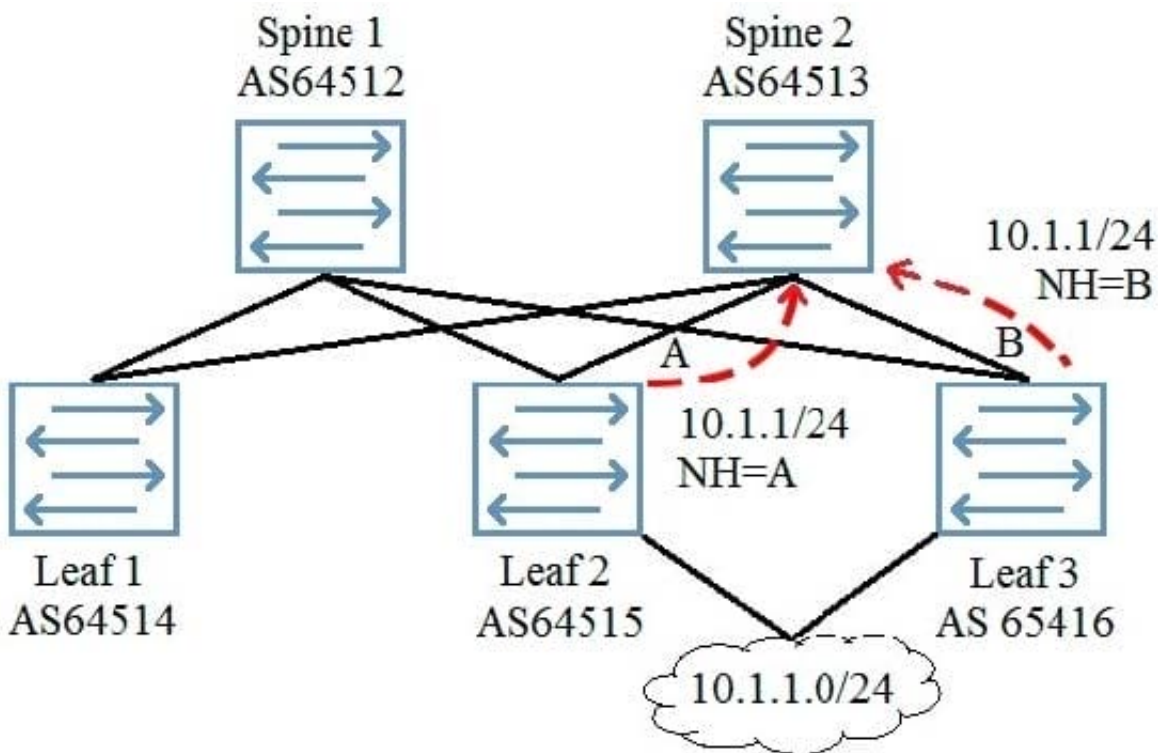 Spine 1
AS64512
Spine 2
AS64513
10.1.1/24
NH=B
A
B
10.1.1/24
NH=A
Leaf 1
AS64514
Leaf 2
AS64515
Leaf 3
AS 65416
10.1.1.0/24